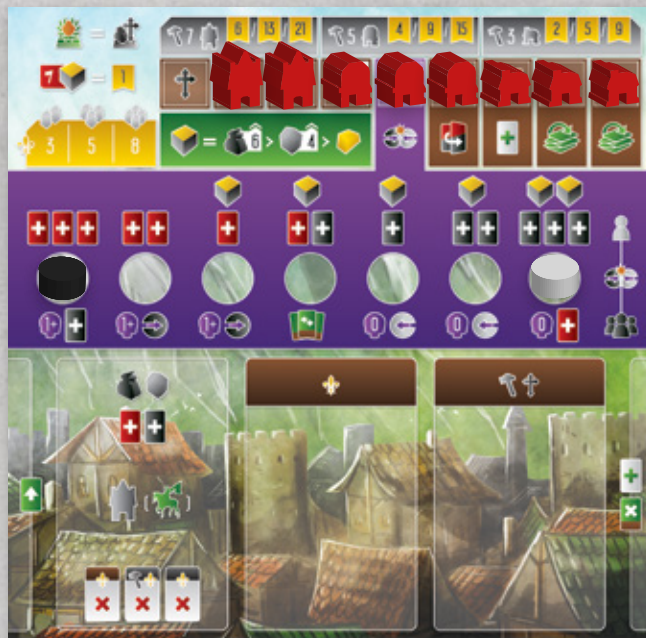 7 6/13/21 5 4/9/15 3 2/5/9
=
7 = 1
3 5 8
= 6 > 4 >
1+ 1+ 1+ 0 0 0